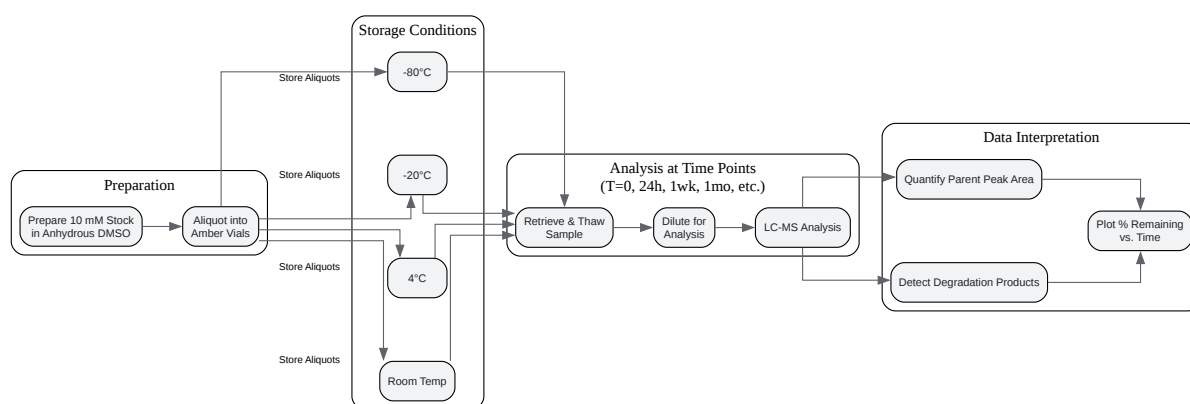 Preparation
Prepare 10 mM Stock
in Anhydrous DMSO
Aliquot into
Amber Vials
Store Aliquots
Store Aliquots
Store Aliquots
Store Aliquots
Storage Conditions
-80°C
-20°C
4°C
Room Temp
Analysis at Time Points
(T=0, 24h, 1wk, 1mo, etc.)
Retrieve & Thaw
Sample
Dilute for
Analysis
LC-MS Analysis
Data Interpretation
Quantify Parent Peak Area
Detect Degradation Products
Plot % Remaining
vs. Time